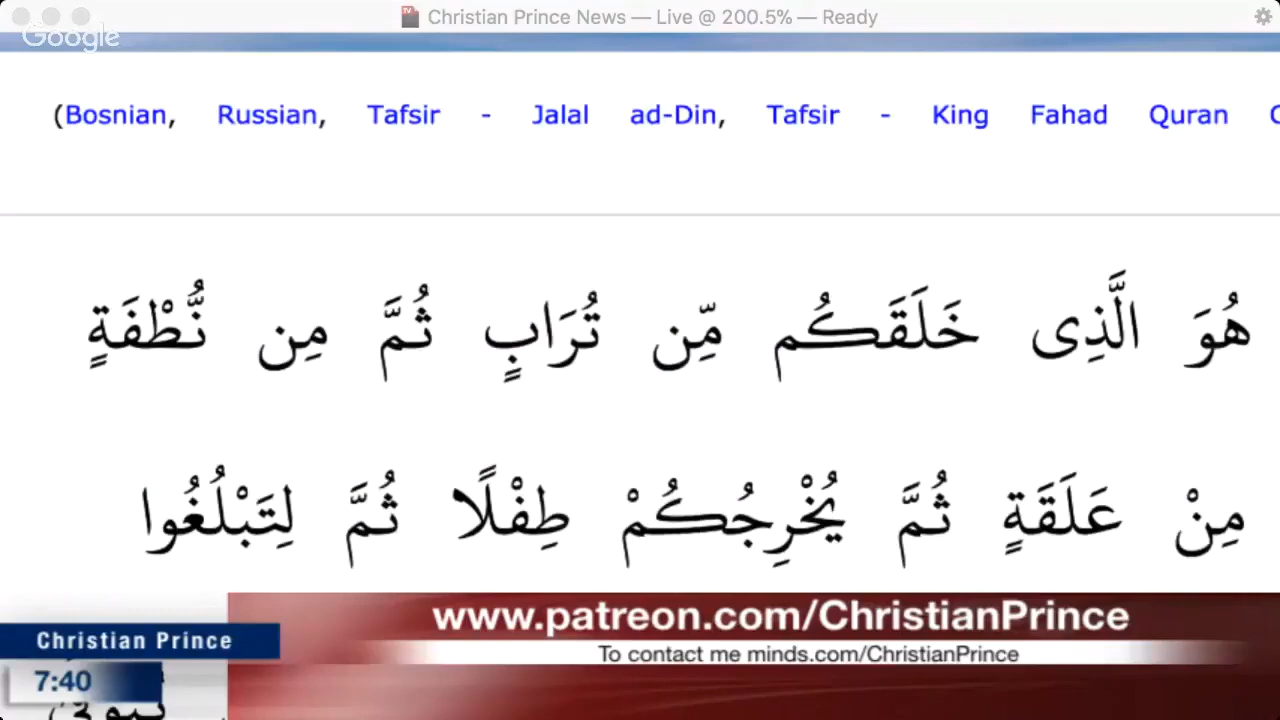 Christian Prince News — Live @ 200.5% — Ready
Google
(Bosnian, Russian, Tafsir - Jalal ad-Din, Tafsir - King Fahad Quran
هُوَ الَّذِى خَلَقَكُم مِّن تُرَابٍ ثُمَّ مِن نُّطْفَةٍ
مِنْ عَلَقَةٍ ثُمَّ يُخْرِجُكُمْ طِفْلًا ثُمَّ لِتَبْلُغُوا
www.patreon.com/ChristianPrince
Christian Prince
To contact me minds.com/ChristianPrince
7:40